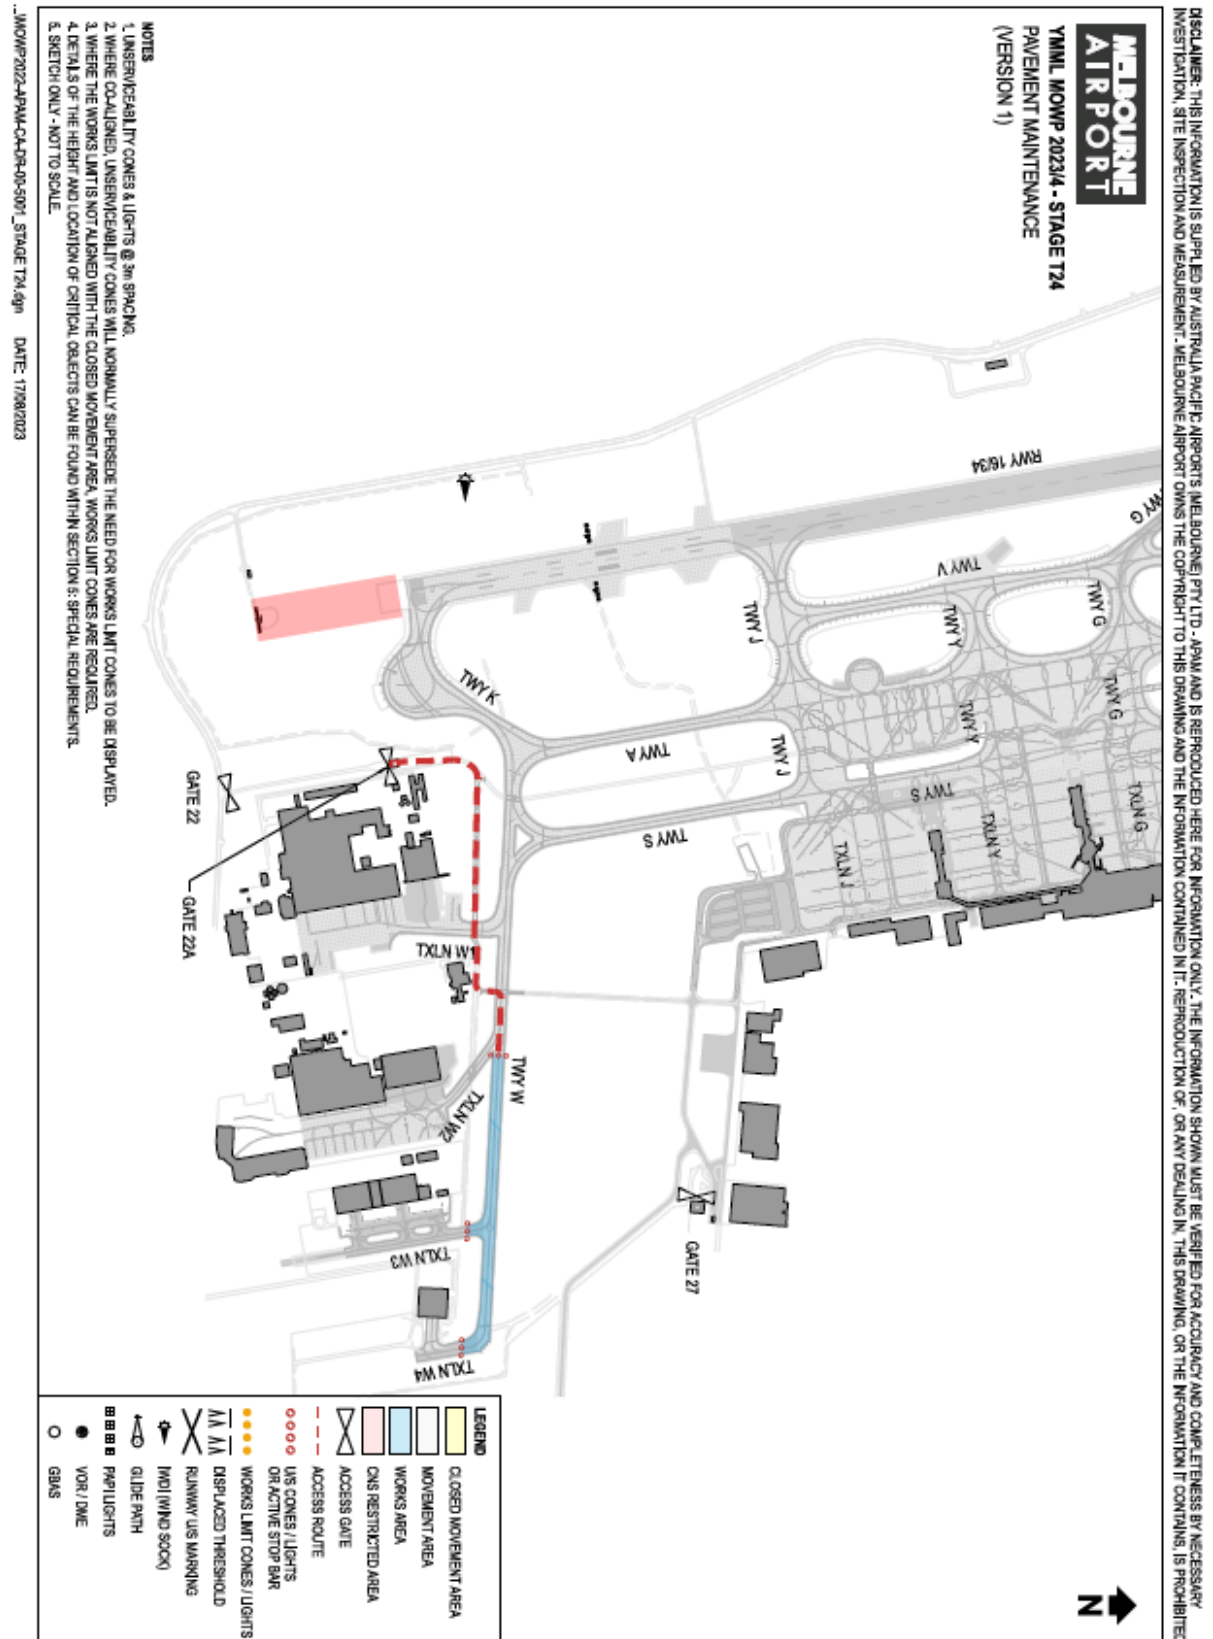 DISCLAIMER: THIS INFORMATION IS SUPPLIED BY AUSTRALIA PACIFIC AIRPORTS (MELBOURNE) PTY LTD - APAM AND IS REPRODUCED HERE FOR INFORMATION ONLY. THE INFORMATION SHOWN MUST BE VERIFIED FOR ACCURACY AND COMPLETENESS BY NECESSARY
INVESTIGATION, SITE INSPECTION AND MEASUREMENT. MELBOURNE AIRPORT OWNS THE COPYRIGHT TO THIS DRAWING AND THE INFORMATION CONTAINED IN IT. REPRODUCTION OF, OR ANY DEALING IN, THIS DRAWING, OR THE INFORMATION IT CONTAINS, IS PROHIBITED
MELBOURNE
AIRPORT
YMML MOWP 2023/4 - STAGE T24
PAVEMENT MAINTENANCE
(VERSION 1)
N
RWY 16/34
TWY G
TWY V
TWY G
TWY Y
TWY J
TWY G
TWY Y
TWY K
TWY A
TWY J
TWY S
TXLN G
TXLN Y
TWY S
TXLN J
GATE 22
GATE 22A
TXLN W1
TWY W
TXLN W2
GATE 27
TXLN W3
TXLN W4
NOTES
1. UNSERVICEABILITY CONES & LIGHTS @ 3m SPACING.
2. WHERE CO-ALIGNED, UNSERVICEABILITY CONES WILL NORMALLY SUPERSEDE THE NEED FOR WORKS LIMIT CONES TO BE DISPLAYED.
3. WHERE THE WORKS LIMIT IS NOT ALIGNED WITH THE CLOSED MOVEMENT AREA, WORKS LIMIT CONES ARE REQUIRED.
4. DETAILS OF THE HEIGHT AND LOCATION OF CRITICAL OBJECTS CAN BE FOUND WITHIN SECTION 5: SPECIAL REQUIREMENTS.
5. SKETCH ONLY - NOT TO SCALE.
LEGEND
CLOSED MOVEMENT AREA
MOVEMENT AREA
WORKS AREA
CNS RESTRICTED AREA
ACCESS GATE
ACCESS ROUTE
U/S CONES / LIGHTS
OR ACTIVE STOP BAR
WORKS LIMIT CONES / LIGHTS
DISPLACED THRESHOLD
RUNWAY U/S MARKING
IWDI (WIND SOCK)
GLIDE PATH
PAPI LIGHTS
VOR / DME
GBAS
...\MOWP2022-APAM-CA-DR-00-5001_STAGE T24.dgn DATE: 17/08/2023